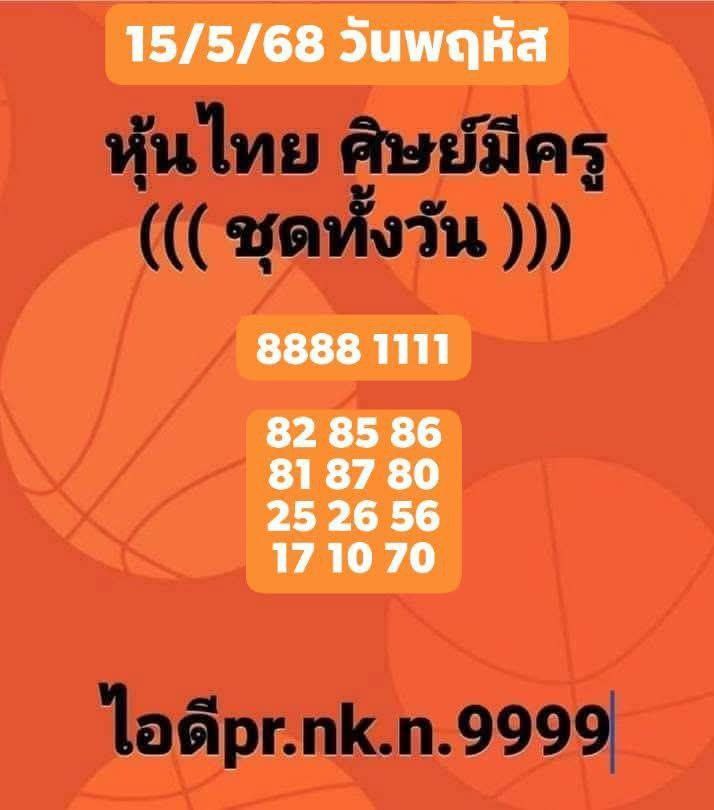 15/5/68 วันพฤหัส
หุ้นไทย ศิษย์มีครู
((( ชุดทั้งวัน )))
8888 1111
82 85 86
81 87 80
25 26 56
17 10 70
ไอดีpr.nk.n.9999